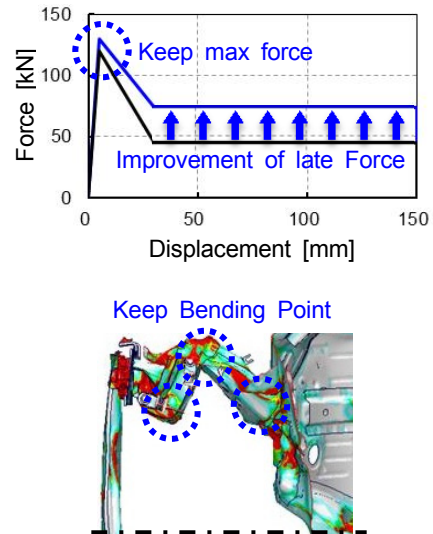 150
Keep max force
100
Force [kN]
50
Improvement of late Force
0
0 50 100 150
Displacement [mm]
Keep Bending Point